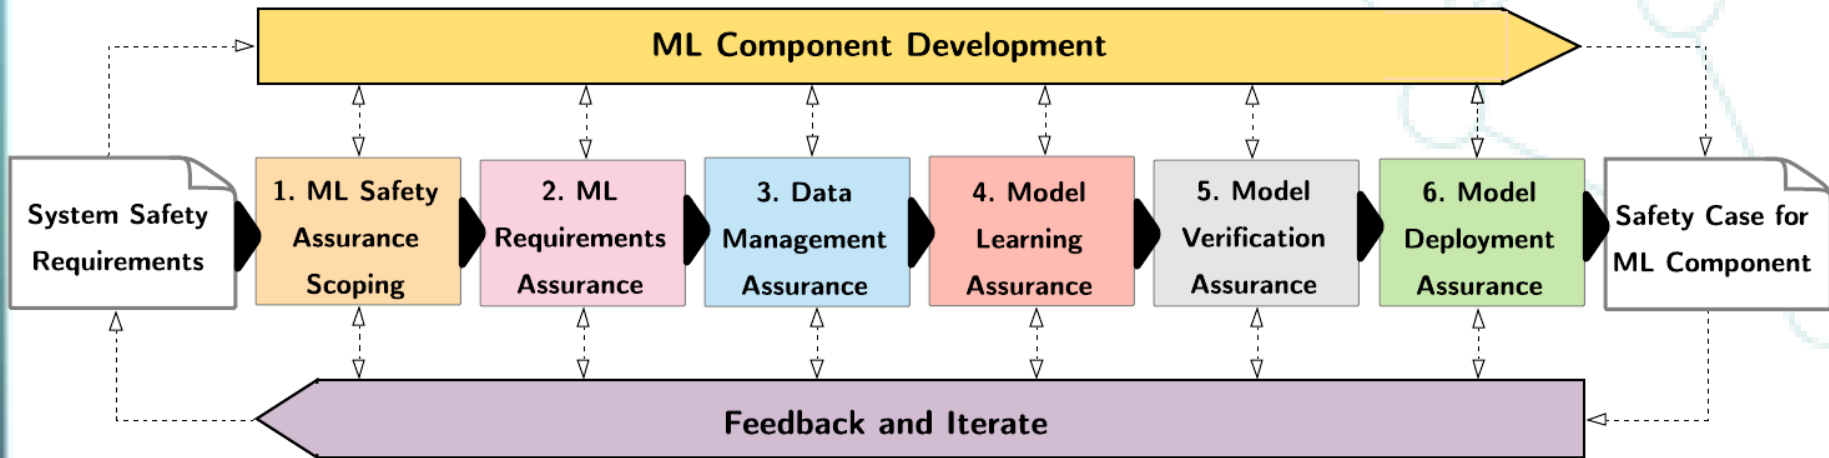 ML Component Development
System Safety
Requirements
1. ML Safety
Assurance
Scoping
2. ML
Requirements
Assurance
3. Data
Management
Assurance
4. Model
Learning
Assurance
5. Model
Verification
Assurance
6. Model
Deployment
Assurance
Safety Case for
ML Component
Feedback and Iterate